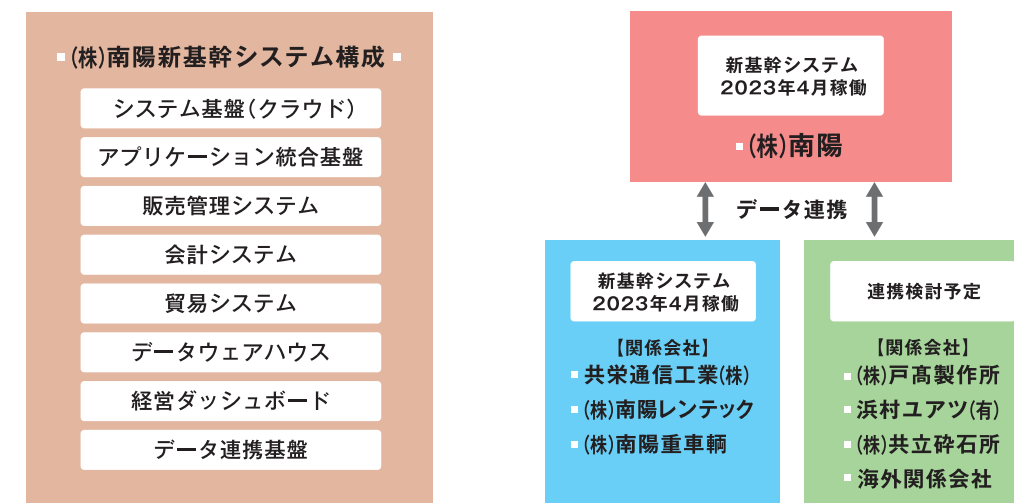 (株)南陽新基幹システム構成
システム基盤(クラウド)
アプリケーション統合基盤
販売管理システム
会計システム
貿易システム
データウェアハウス
経営ダッシュボード
データ連携基盤
新基幹システム
2023年4月稼働
(株)南陽
データ連携
新基幹システム
2023年4月稼働
【関係会社】
共栄通信工業(株)
(株)南陽レンテック
(株)南陽重車輌
連携検討予定
【関係会社】
(株)戸髙製作所
浜村ユアツ(有)
(株)共立砕石所
海外関係会社